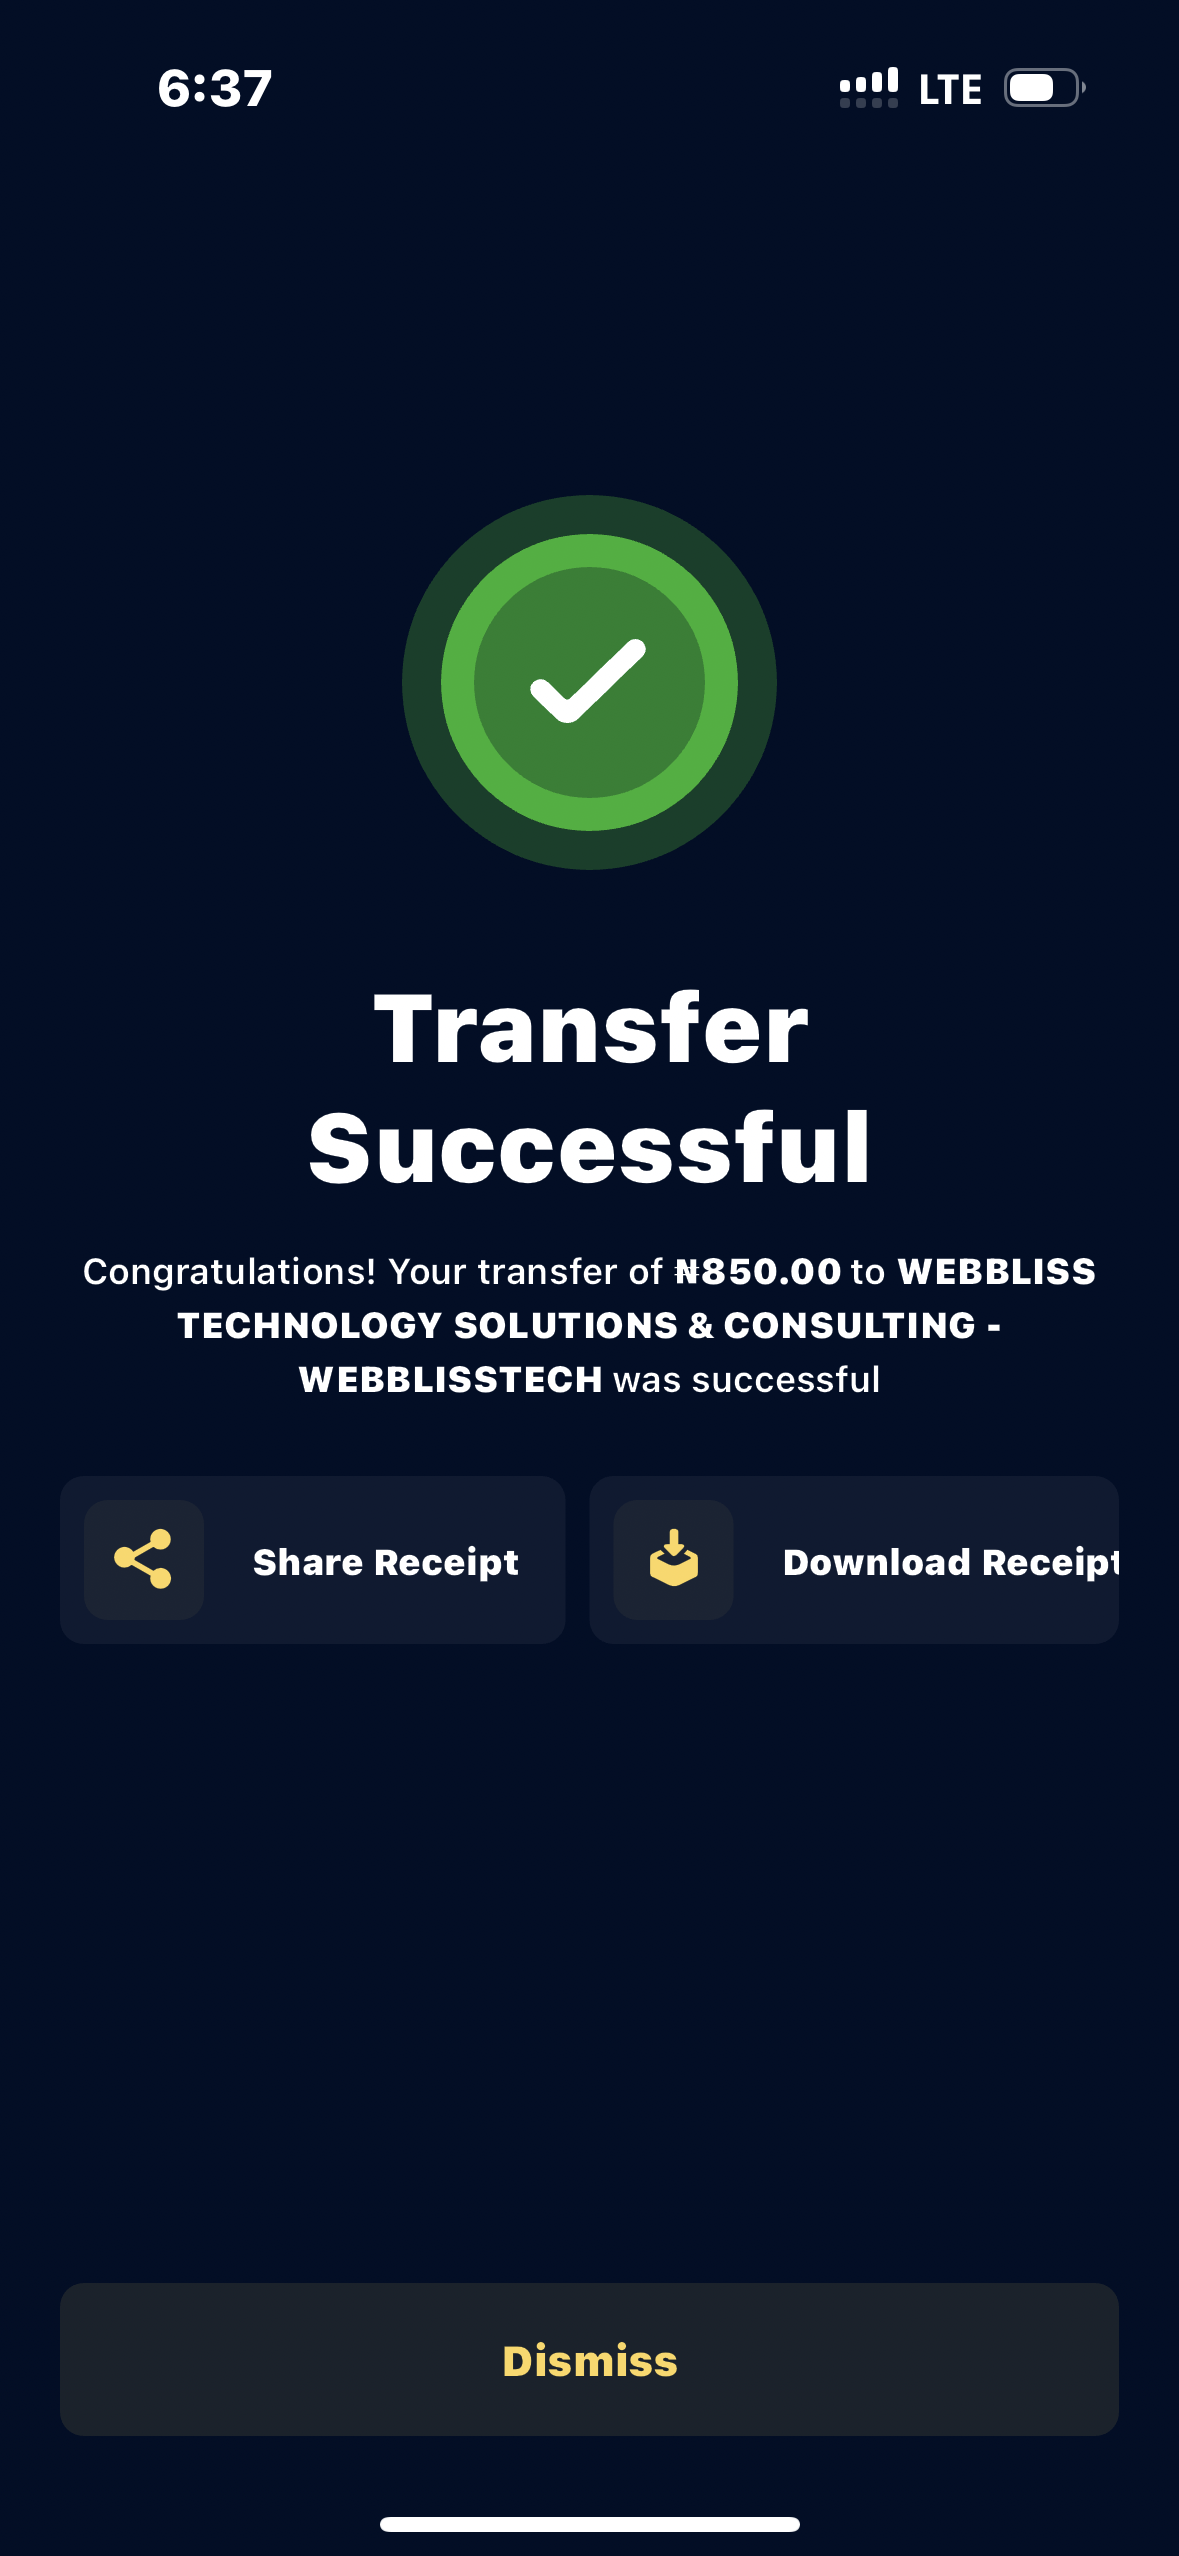 6:37 LTE
Transfer
Successful
Congratulations! Your transfer of ₦850.00 to WEBBLISS
TECHNOLOGY SOLUTIONS & CONSULTING -
WEBBLISSTECH was successful
Share Receipt
Download Receipt
Dismiss